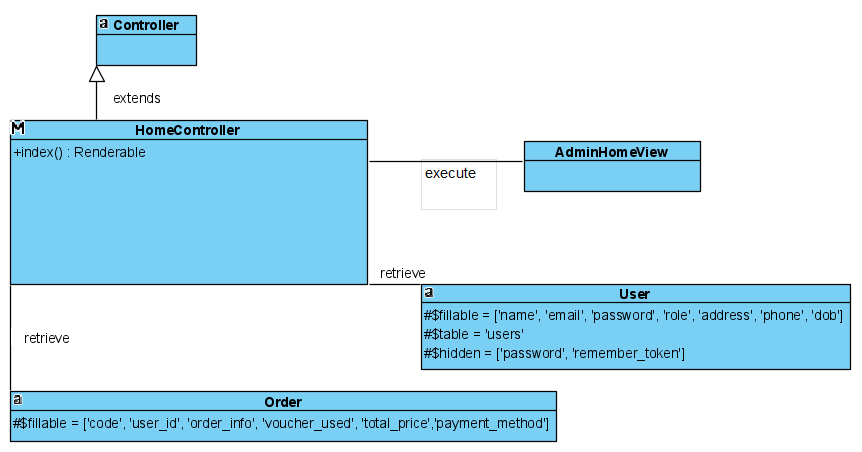 a Controller
extends
M HomeController
+index() : Renderable
AdminHomeView
execute
retrieve
a User
#$fillable = ['name', 'email', 'password', 'role', 'address', 'phone', 'dob']
#$table = 'users'
#$hidden = ['password', 'remember_token']
retrieve
a Order
#$fillable = ['code', 'user_id', 'order_info', 'voucher_used', 'total_price','payment_method']